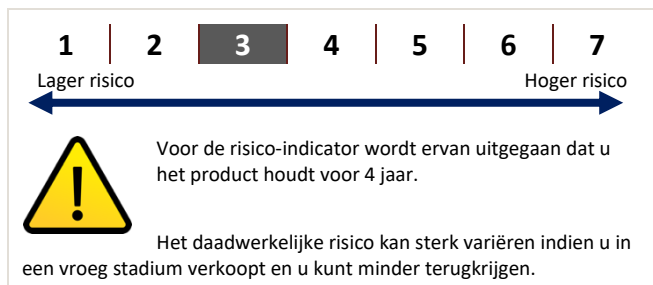 1 2 3 4 5 6 7
Lager risico Hoger risico
Voor de risico-indicator wordt ervan uitgegaan dat u
het product houdt voor 4 jaar.
Het daadwerkelijke risico kan sterk variëren indien u in
een vroeg stadium verkoopt en u kunt minder terugkrijgen.